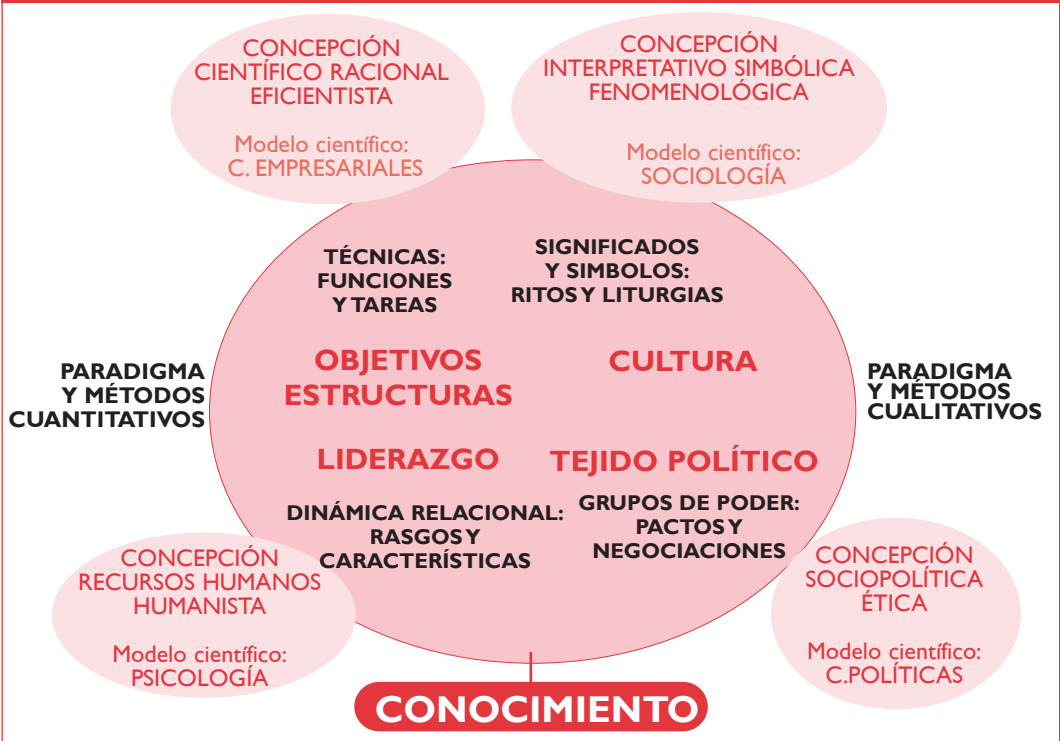 CONCEPCIÓN
CIENTÍFICO RACIONAL
EFICIENTISTA
Modelo científico:
C. EMPRESARIALES
CONCEPCIÓN
INTERPRETATIVO SIMBÓLICA
FENOMENOLÓGICA
Modelo científico:
SOCIOLOGÍA
TÉCNICAS:
FUNCIONES
Y TAREAS
SIGNIFICADOS
Y SIMBOLOS:
RITOS Y LITURGIAS
PARADIGMA
Y MÉTODOS
CUANTITATIVOS
OBJETIVOS
ESTRUCTURAS
CULTURA
PARADIGMA
Y MÉTODOS
CUALITATIVOS
LIDERAZGO
TEJIDO POLÍTICO
DINÁMICA RELACIONAL:
RASGOS Y
CARACTERÍSTICAS
GRUPOS DE PODER:
PACTOS Y
NEGOCIACIONES
CONCEPCIÓN
RECURSOS HUMANOS
HUMANISTA
Modelo científico:
PSICOLOGÍA
CONCEPCIÓN
SOCIOPOLÍTICA
ÉTICA
Modelo científico:
C.POLÍTICAS
CONOCIMIENTO